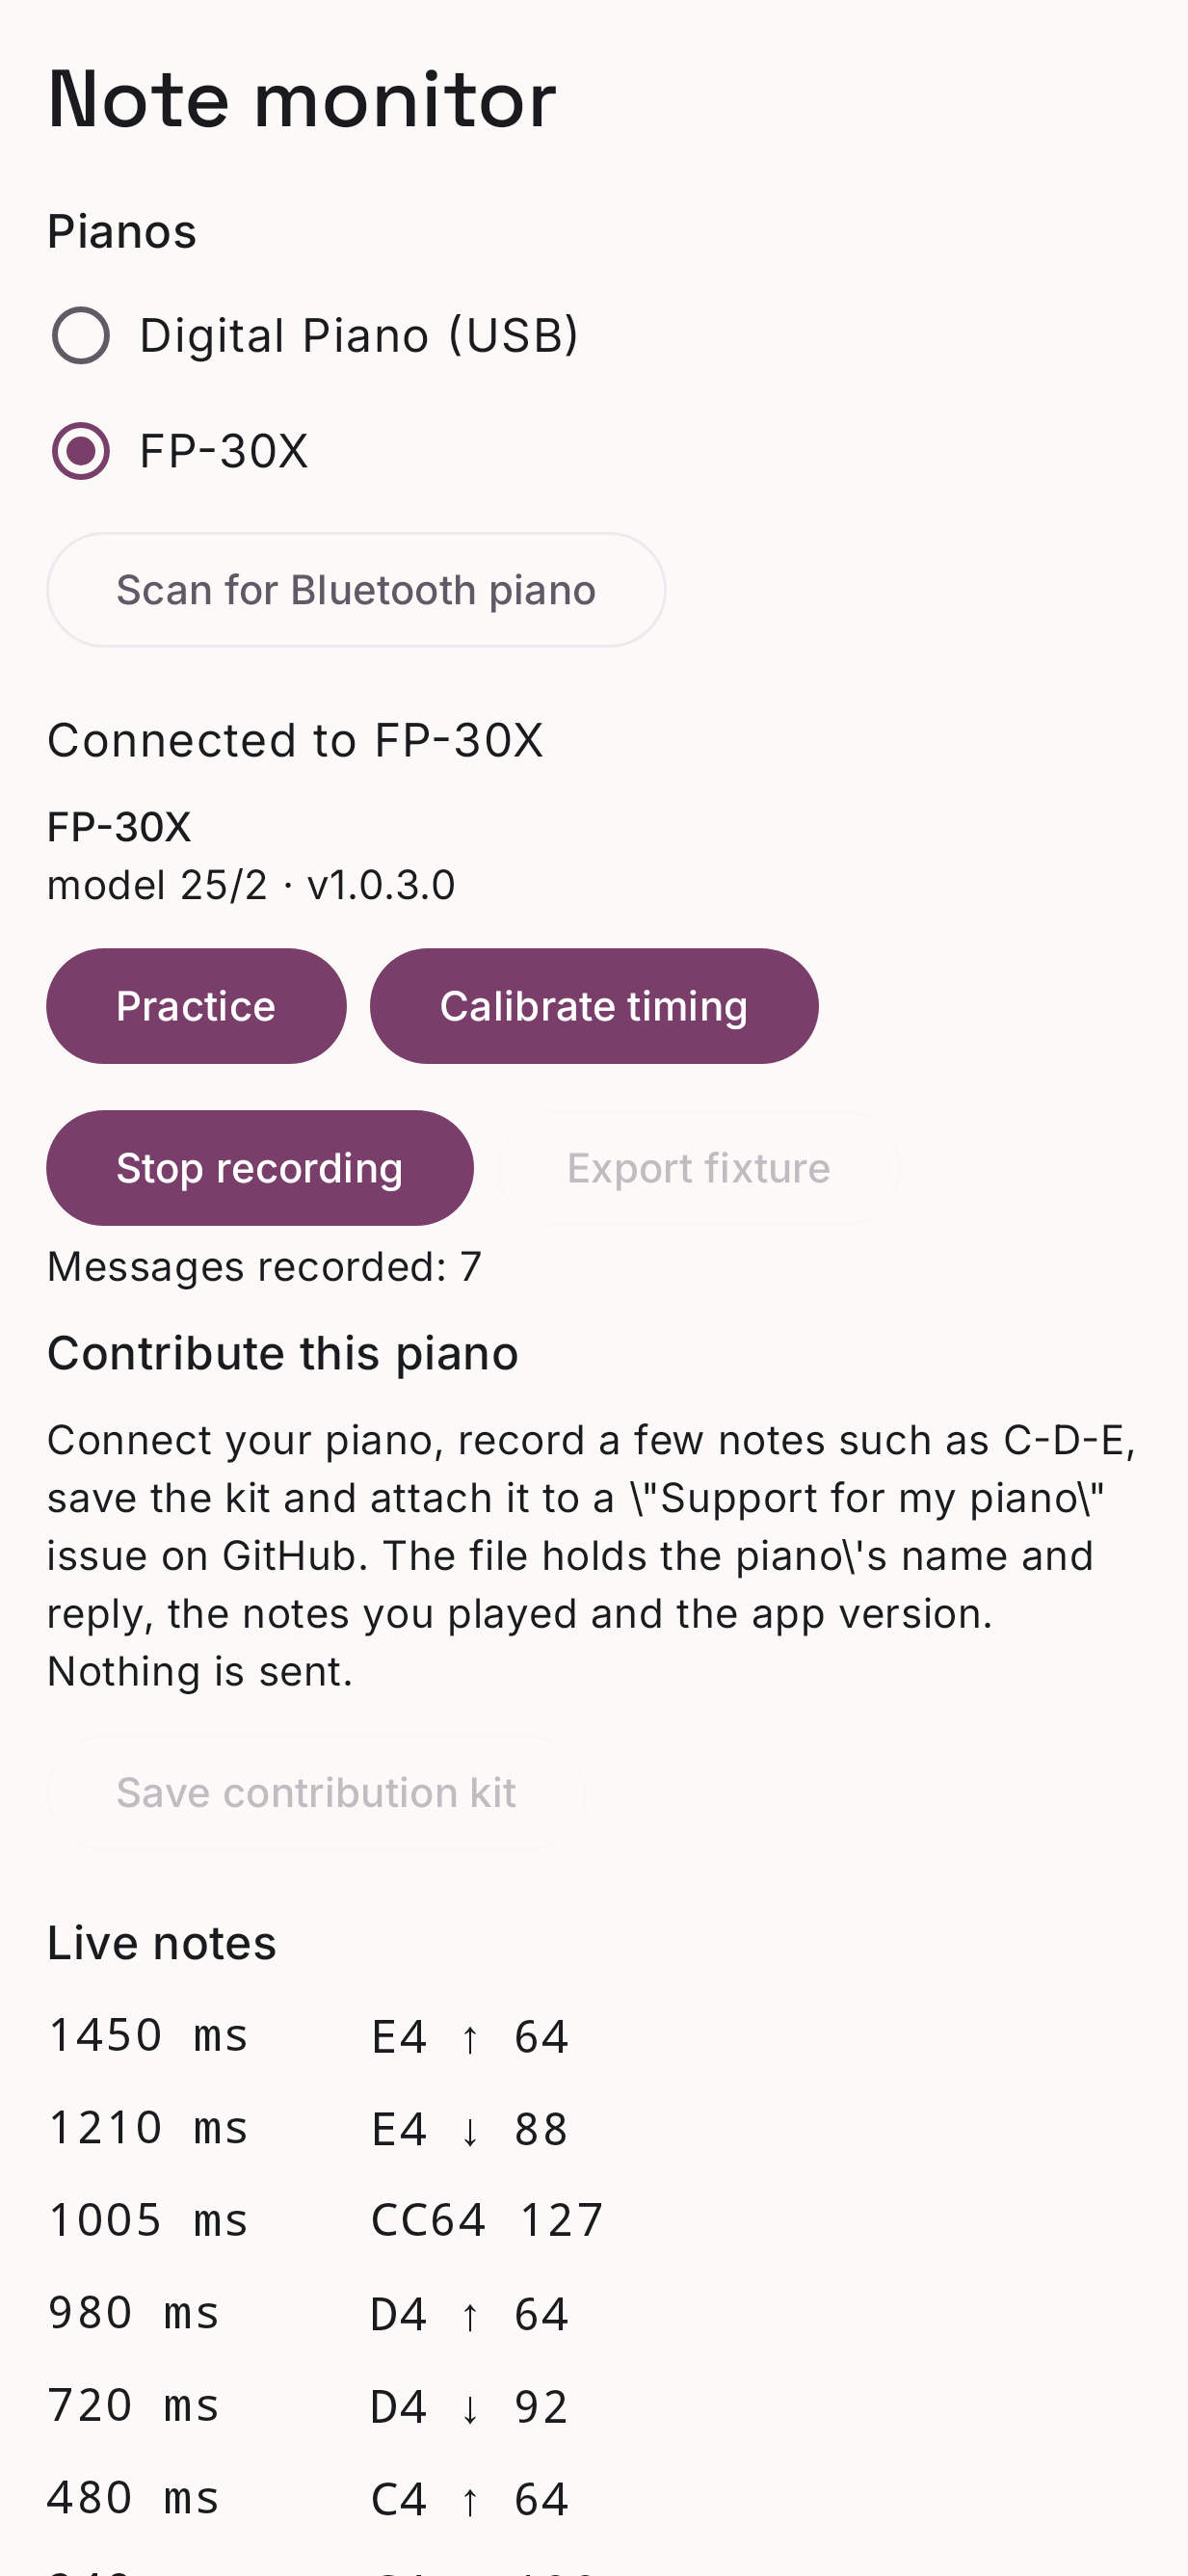 Note monitor
Pianos
Digital Piano (USB)
FP-30X
Scan for Bluetooth piano
Connected to FP-30X
FP-30X
model 25/2 · v1.0.3.0
Practice
Calibrate timing
Stop recording
Export fixture
Messages recorded: 7
Contribute this piano
Connect your piano, record a few notes such as C-D-E,
save the kit and attach it to a \"Support for my piano\"
issue on GitHub. The file holds the piano\'s name and
reply, the notes you played and the app version.
Nothing is sent.
Save contribution kit
Live notes
1450 ms E4 ↑ 64
1210 ms E4 ↓ 88
1005 ms CC64 127
980 ms D4 ↑ 64
720 ms D4 ↓ 92
480 ms C4 ↑ 64